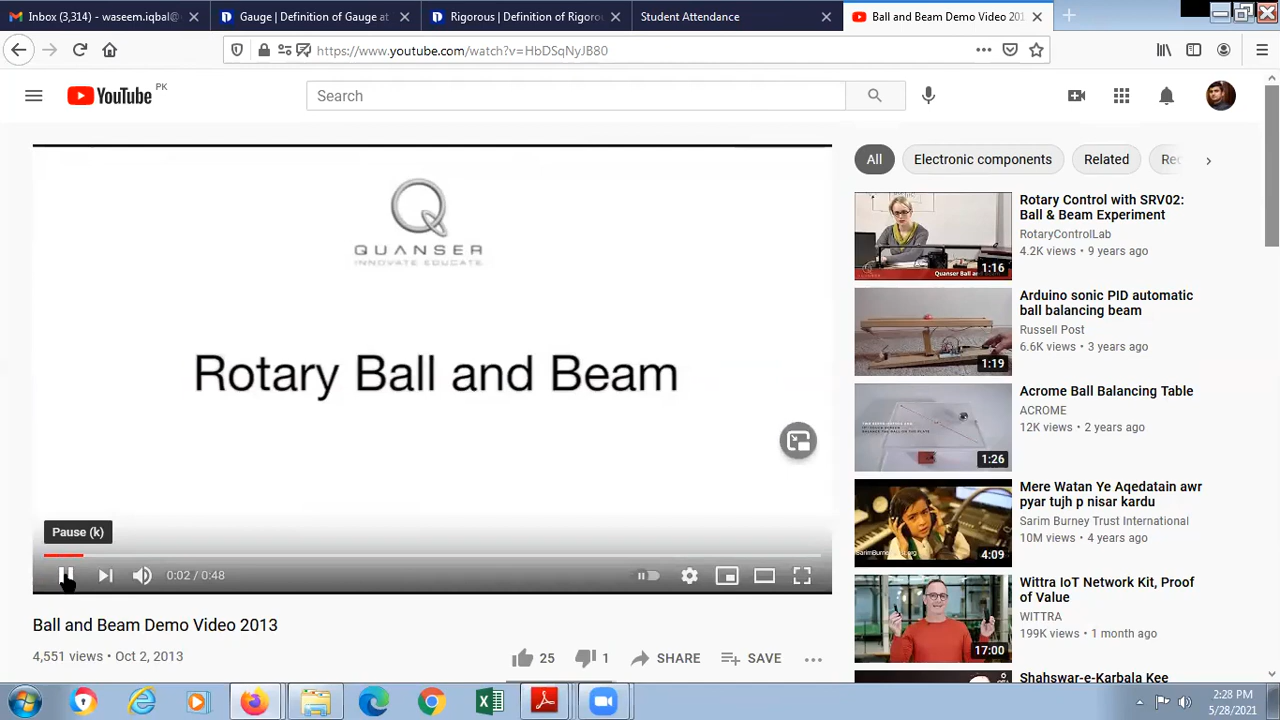 Inbox (3,314) - waseem.iqbal@
Gauge | Definition of Gauge at
Rigorous | Definition of Rigoro
Student Attendance
Ball and Beam Demo Video 201
https://www.youtube.com/watch?v=HbDSqNyJB80
YouTube PK
Search
QUANSER
INNOVATE EDUCATE
Rotary Ball and Beam
Pause (k)
0:02 / 0:48
Ball and Beam Demo Video 2013
4,551 views • Oct 2, 2013
25
1
SHARE
SAVE
All
Electronic components
Related
Rec
Rotary Control with SRV02:
Ball & Beam Experiment
RotaryControlLab
4.2K views • 9 years ago
Quanser Ball and
1:16
Arduino sonic PID automatic
ball balancing beam
Russell Post
6.6K views • 3 years ago
1:19
Acrome Ball Balancing Table
ACROME
12K views • 2 years ago
1:26
Mere Watan Ye Aqedatain awr
pyar tujh p nisar kardu
Sarim Burney Trust International
10M views • 4 years ago
4:09
Wittra IoT Network Kit, Proof
of Value
WITTRA
199K views • 1 month ago
17:00
Shahswar-e-Karbala Kee
2:28 PM
5/28/2021